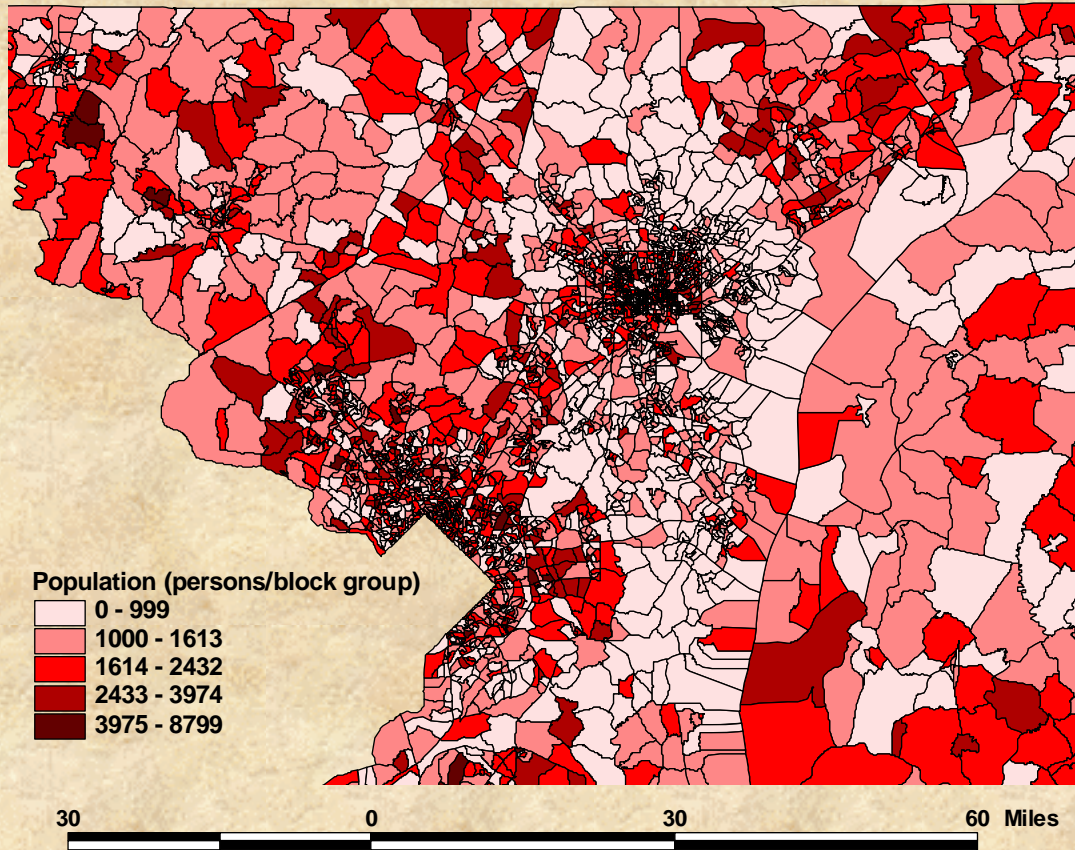 Population (persons/block group)
0 - 999
1000 - 1613
1614 - 2432
2433 - 3974
3975 - 8799
30 0 30 60 Miles